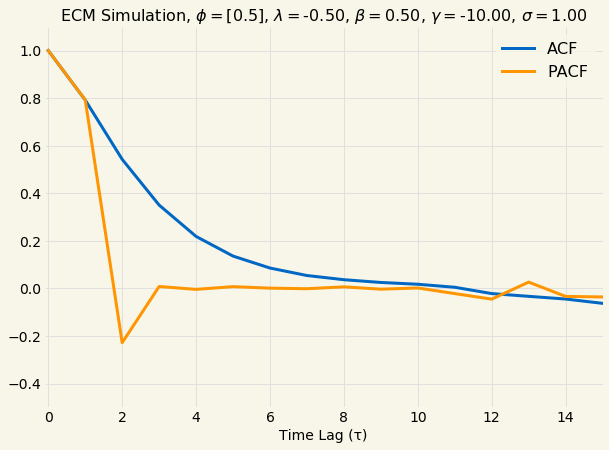 ECM Simulation, ϕ = [0.5], λ = -0.50, β = 0.50, γ = -10.00, σ = 1.00
ACF
PACF
1.0
0.8
0.6
0.4
0.2
0.0
−0.2
−0.4
0 2 4 6 8 10 12 14
Time Lag (τ)